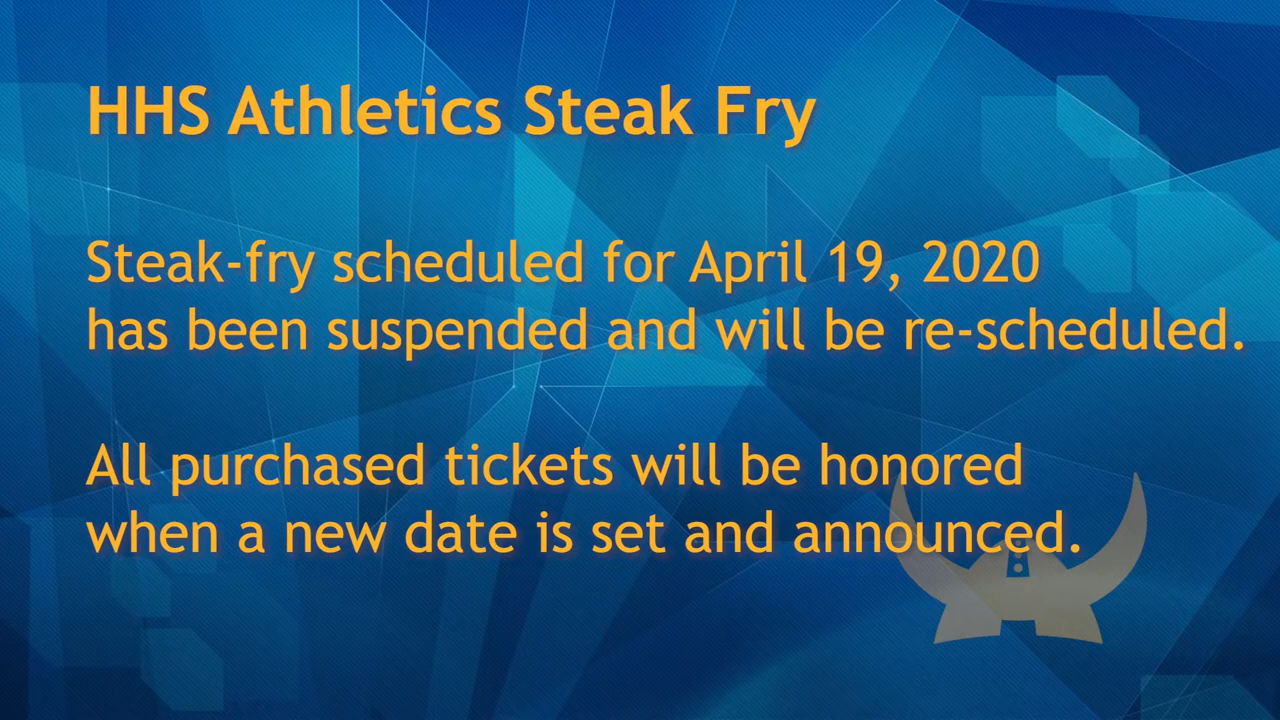 HHS Athletics Steak Fry
Steak-fry scheduled for April 19, 2020
has been suspended and will be re-scheduled.
All purchased tickets will be honored
when a new date is set and announced.